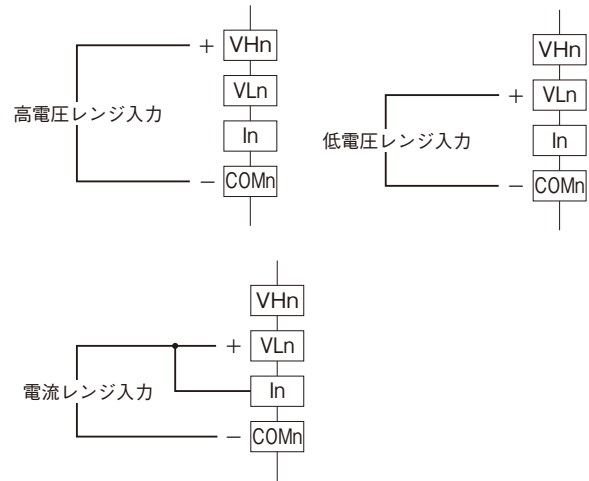 + VHn
VLn
高電圧レンジ入力
In
− COMn
VHn
+ VLn
低電圧レンジ入力
In
− COMn
VHn
+ VLn
電流レンジ入力
In
− COMn